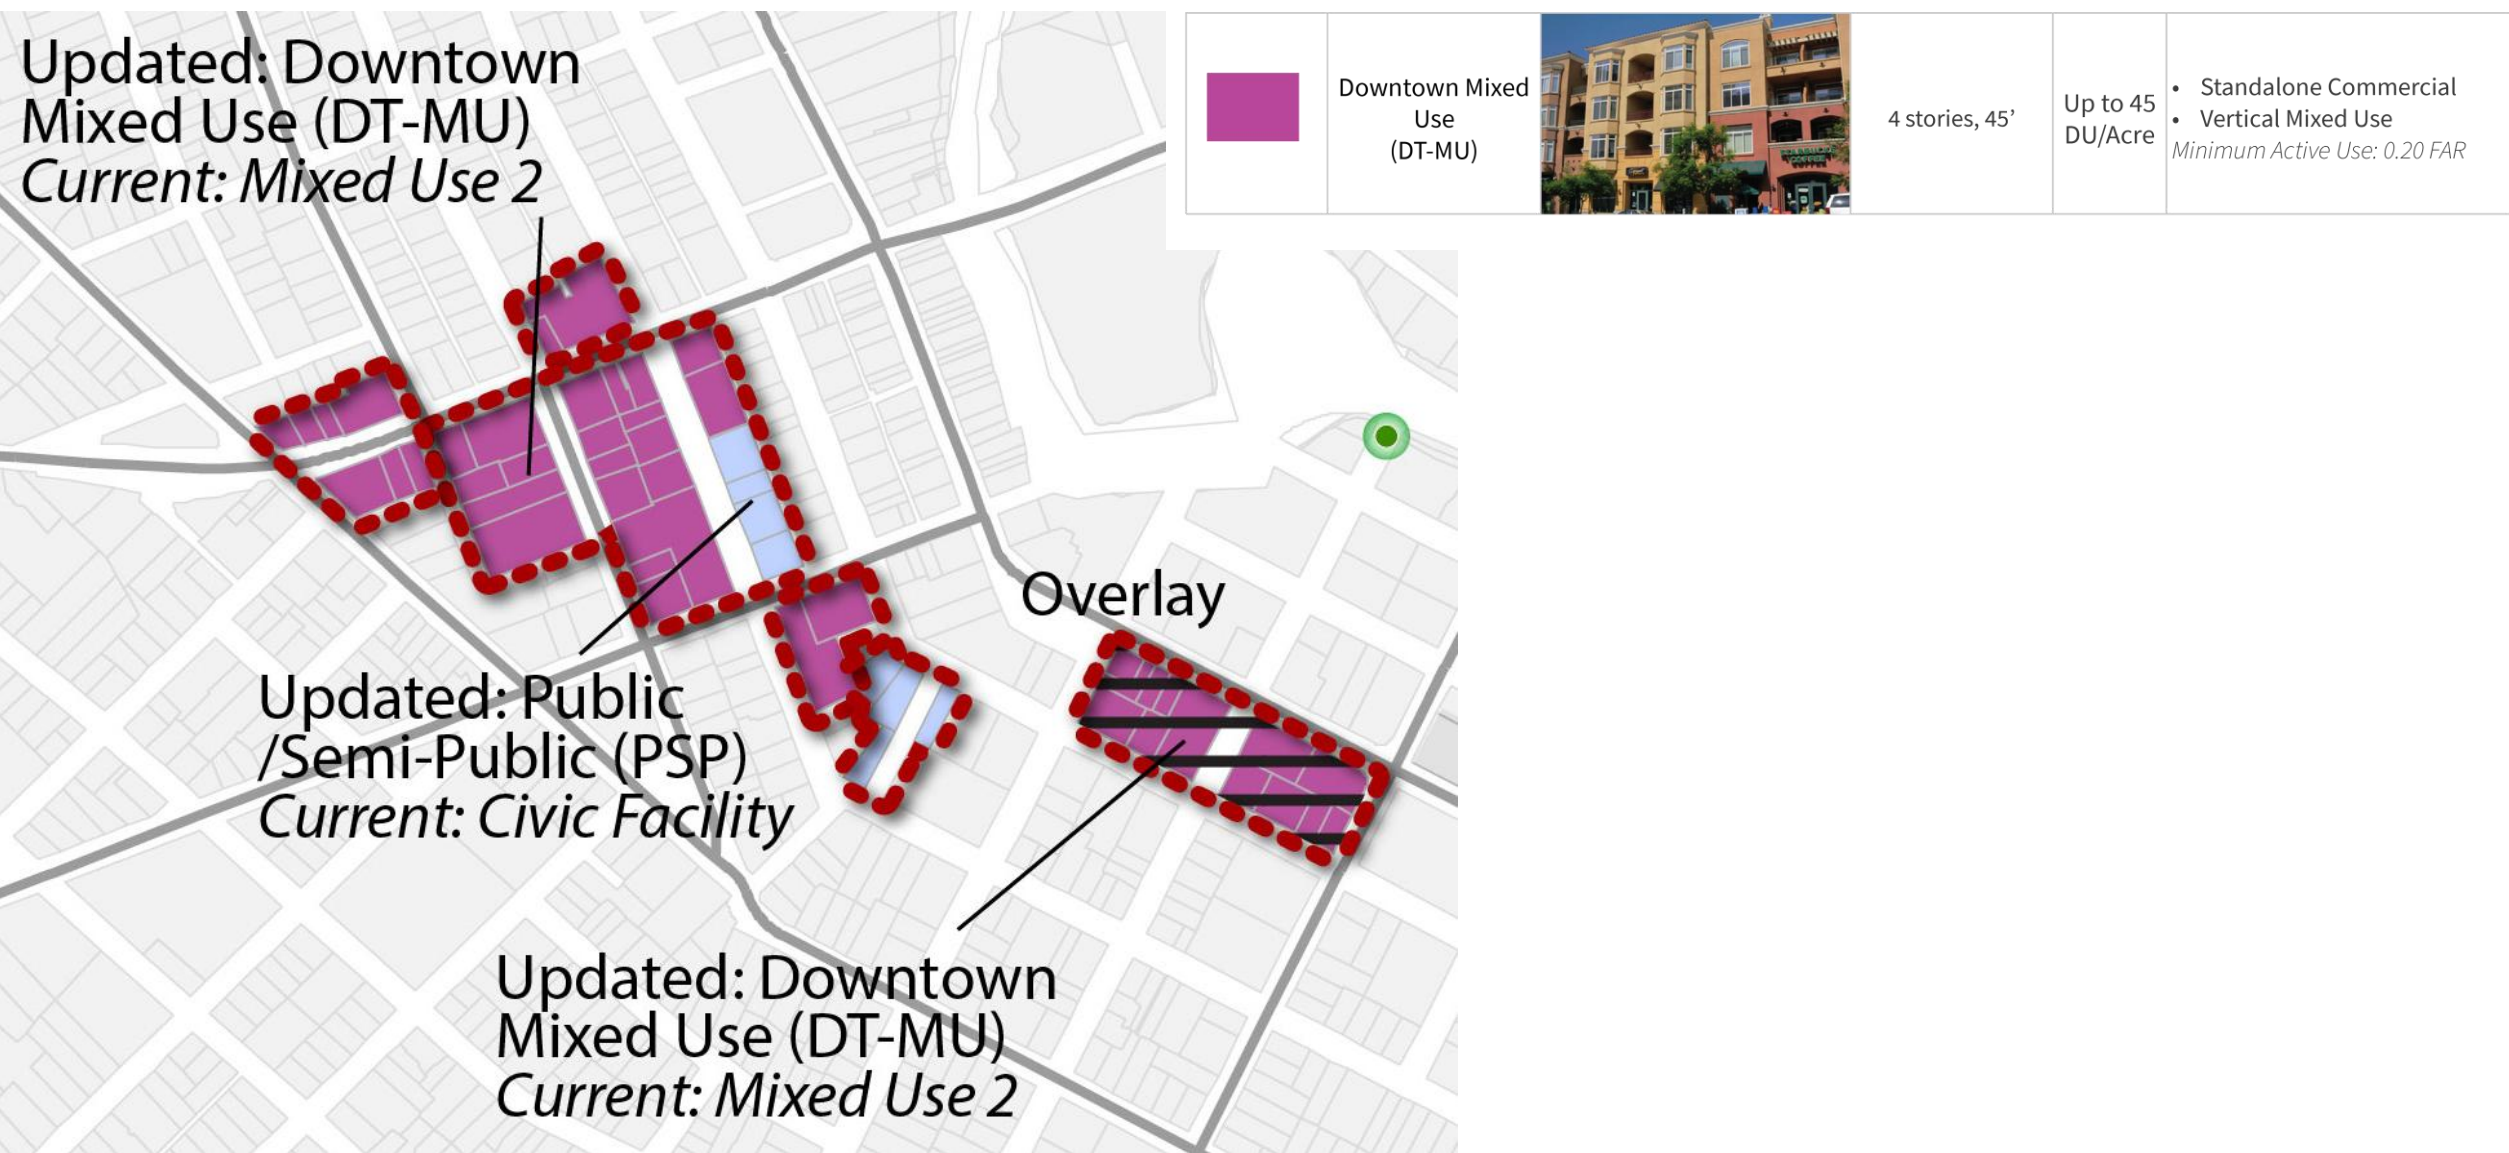 Updated: Downtown
Mixed Use (DT-MU)
Current: Mixed Use 2
Downtown Mixed
Use
(DT-MU)
4 stories, 45’
Up to 45
DU/Acre
• Standalone Commercial
• Vertical Mixed Use
Minimum Active Use: 0.20 FAR
Overlay
Updated: Public
/Semi-Public (PSP)
Current: Civic Facility
Updated: Downtown
Mixed Use (DT-MU)
Current: Mixed Use 2